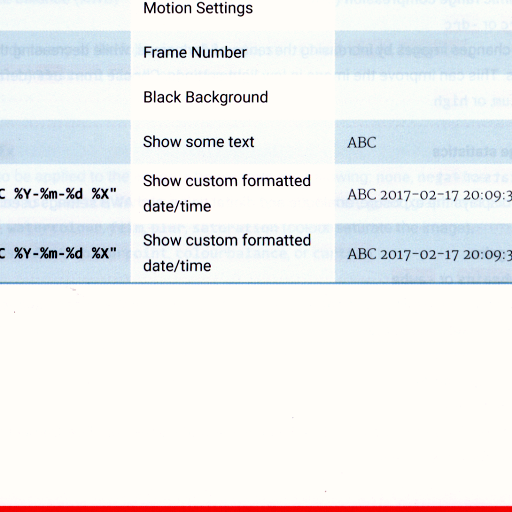 Motion Settings
Frame Number
Black Background
Show some text ABC
C %Y-%m-%d %X" Show custom formatted date/time ABC 2017-02-17 20:09:3
C %Y-%m-%d %X" Show custom formatted date/time ABC 2017-02-17 20:09:3